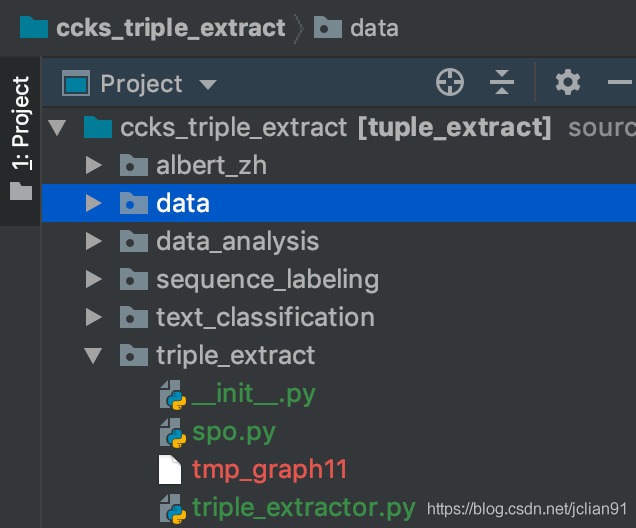 ccks_triple_extract 〉 data
1: Project
Project
ccks_triple_extract [tuple_extract] sourc
albert_zh
data
data_analysis
sequence_labeling
text_classification
triple_extract
__init__.py
spo.py
tmp_graph11
triple_extractor.py
https://blog.csdn.net/jclian91